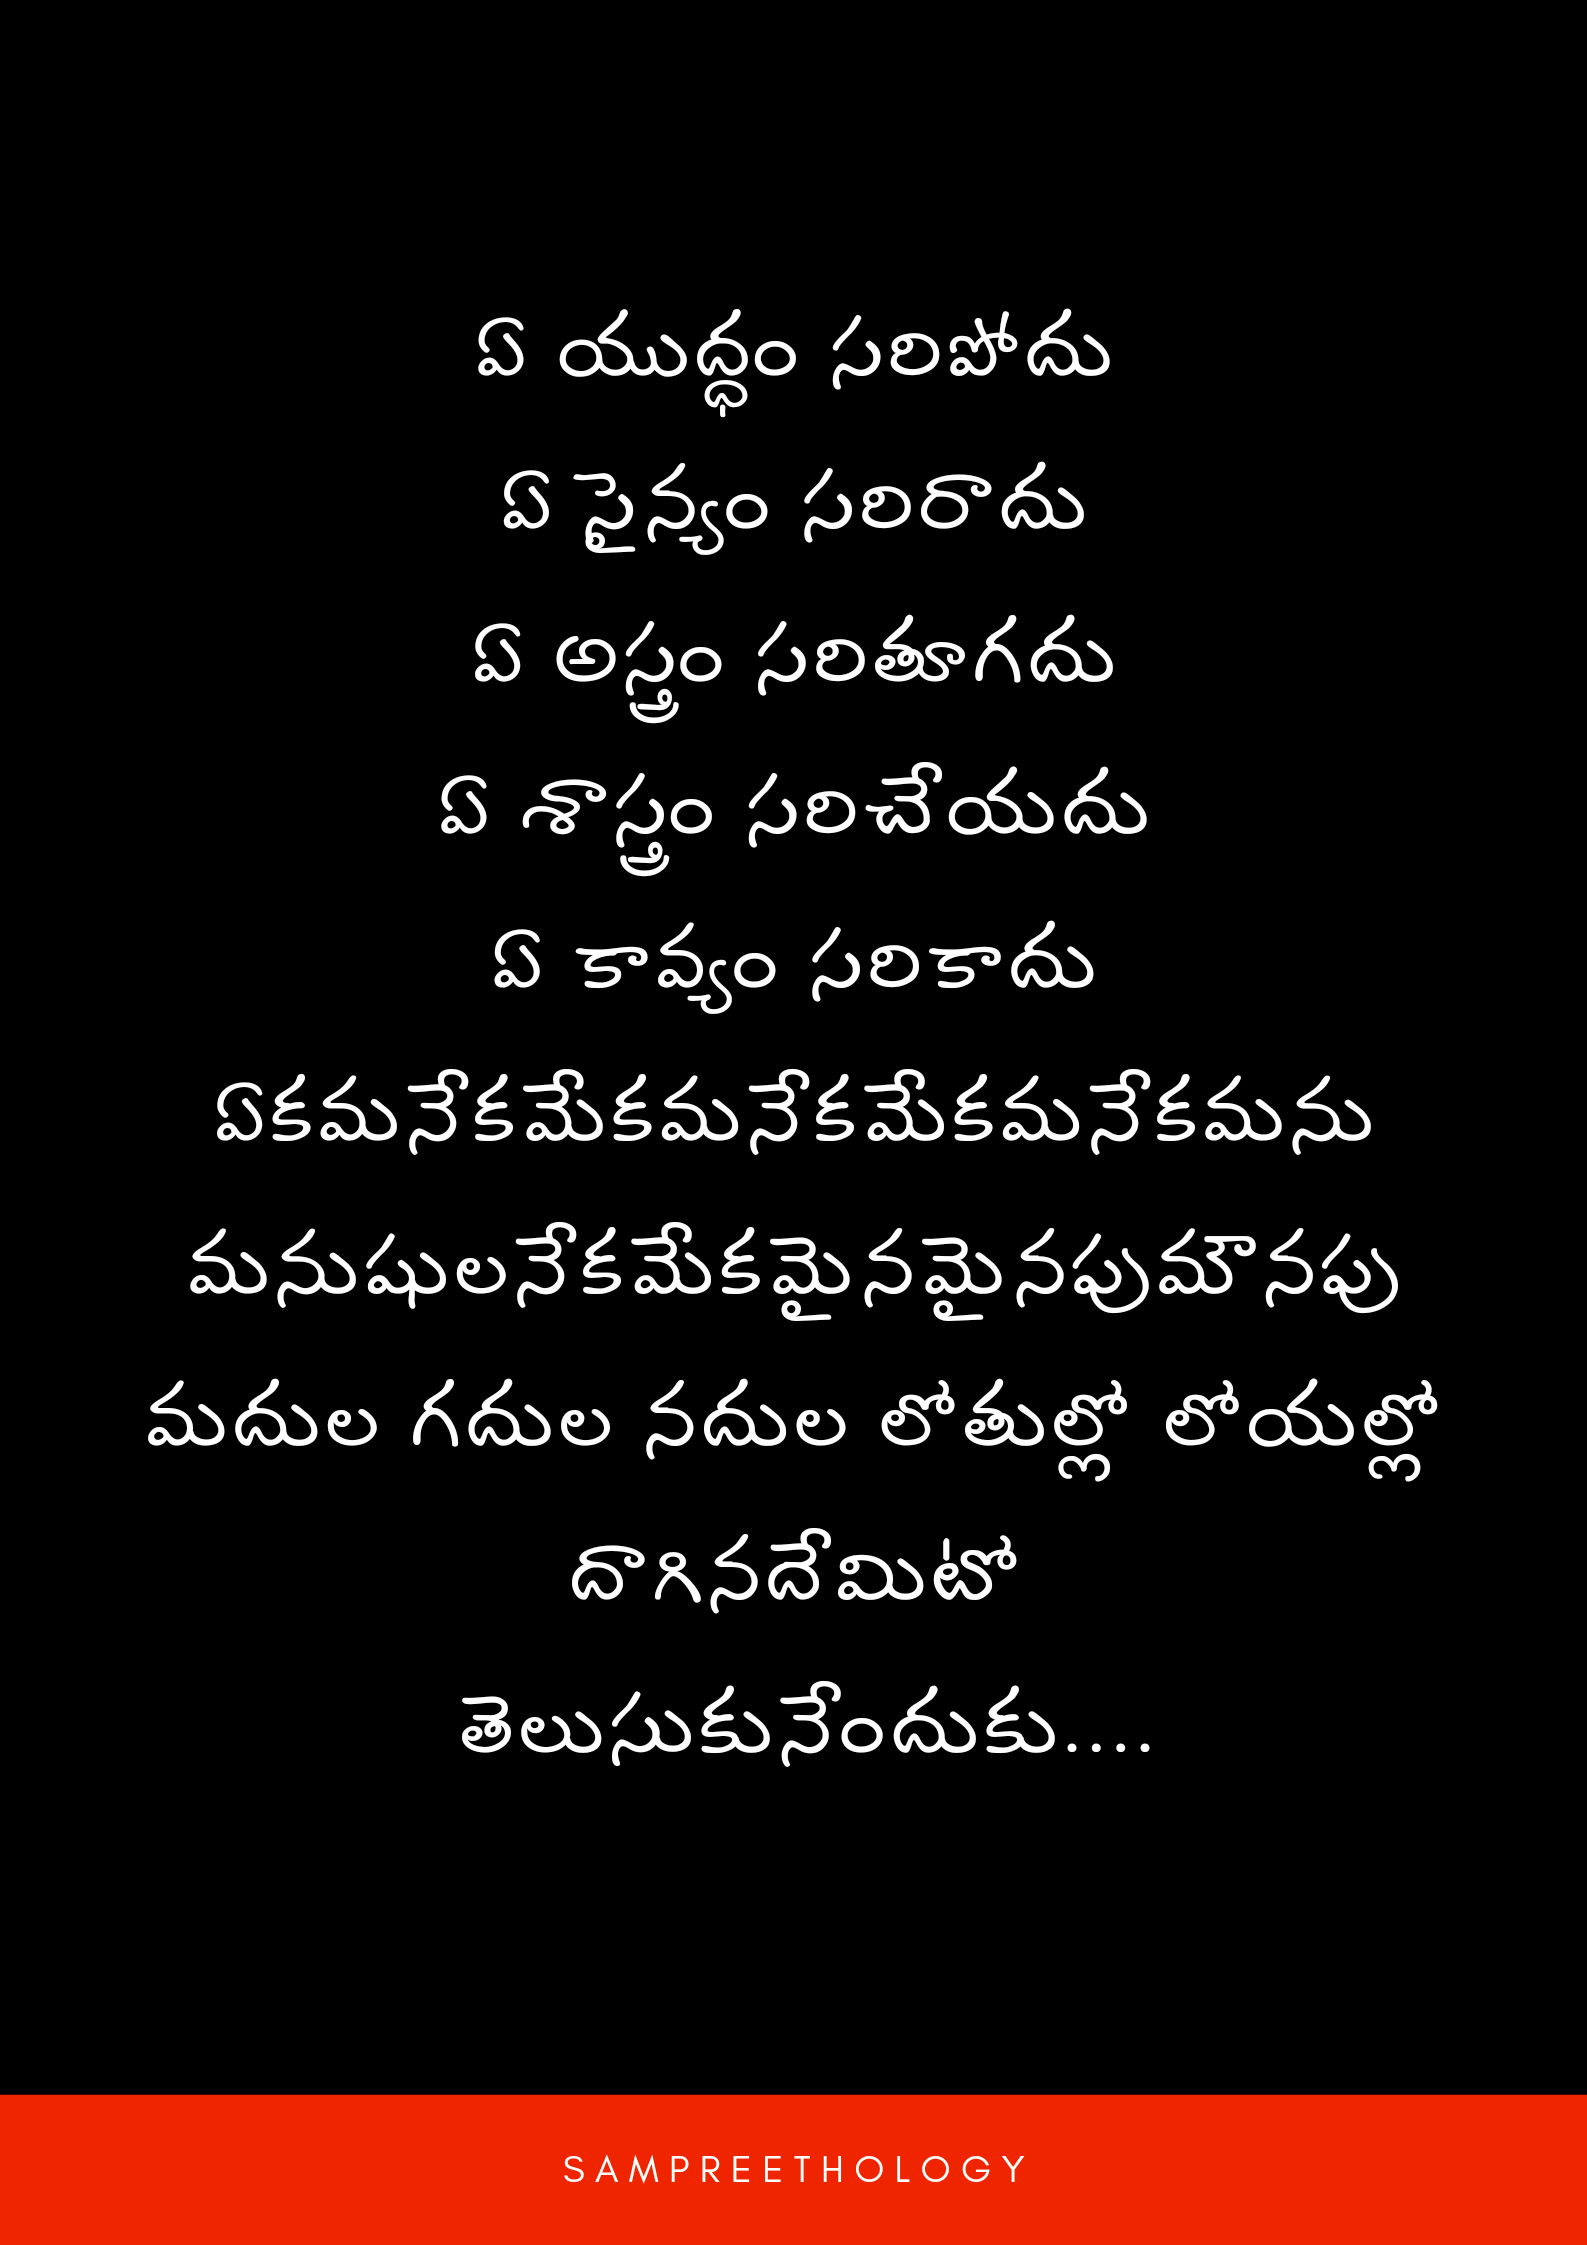 ఏ యుద్ధం సరిపోదు
ఏ సైన్యం సరిరాదు
ఏ అస్త్రం సరితూగదు
ఏ శాస్త్రం సరిచేయదు
ఏ కావ్యం సరికాదు
ఏకమనేకమేకమనేకమేకమనేకమను
మనుషులనేకమేకమైనమైనపుమౌనపు
మదుల గదుల నదుల లోతుల్లో లోయల్లో
దాగినదేమిటో
తెలుసుకునేందుకు....
SAMPREETHOLOGY